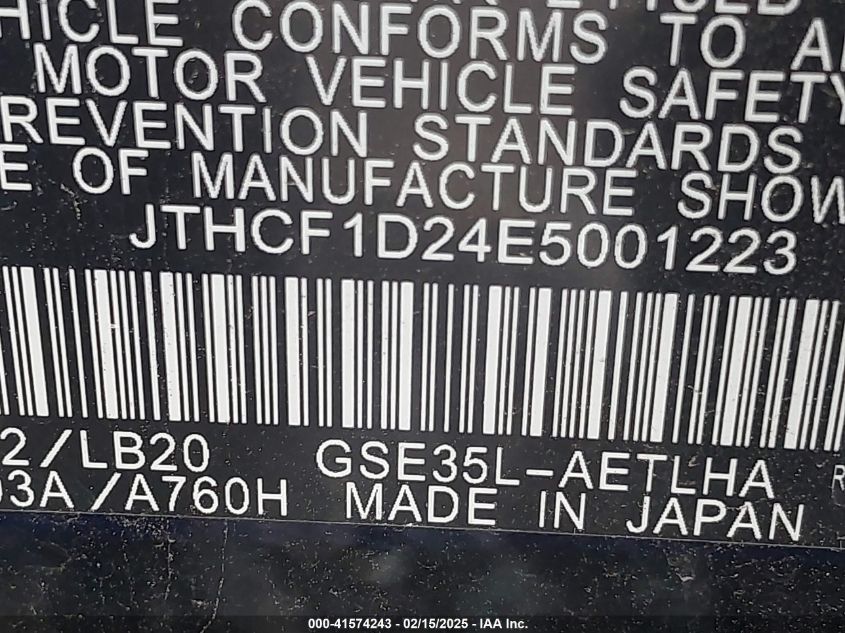 HICLE CONFORMS TO A
MOTOR VEHICLE SAFETY
REVENTION STANDARDS
E OF MANUFACTURE SHOW
JTHCF1D24E5001223
2/LB20 GSE35L-AETLHA R
03A/A760H MADE IN JAPAN
000-41574243 - 02/15/2025 - IAA Inc.